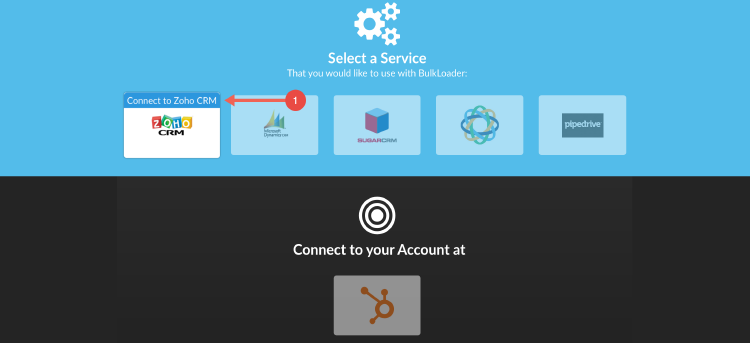 Select a Service
That you would like to use with BulkLoader:
Connect to Zoho CRM
1
ZOHO
CRM
Microsoft
Dynamics CRM
SUGARCRM
pipedrive
Connect to your Account at